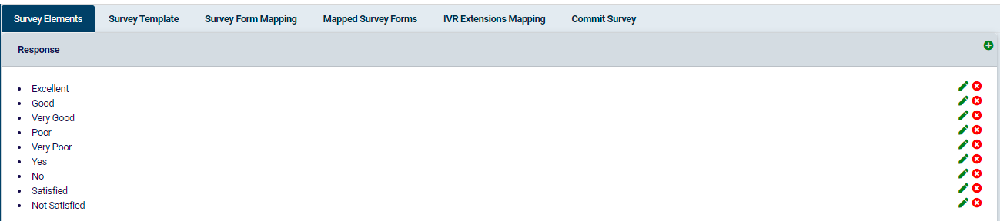 Survey Elements Survey Template Survey Form Mapping Mapped Survey Forms IVR Extensions Mapping Commit Survey
Response
• Excellent
• Good
• Very Good
• Poor
• Very Poor
• Yes
• No
• Satisfied
• Not Satisfied